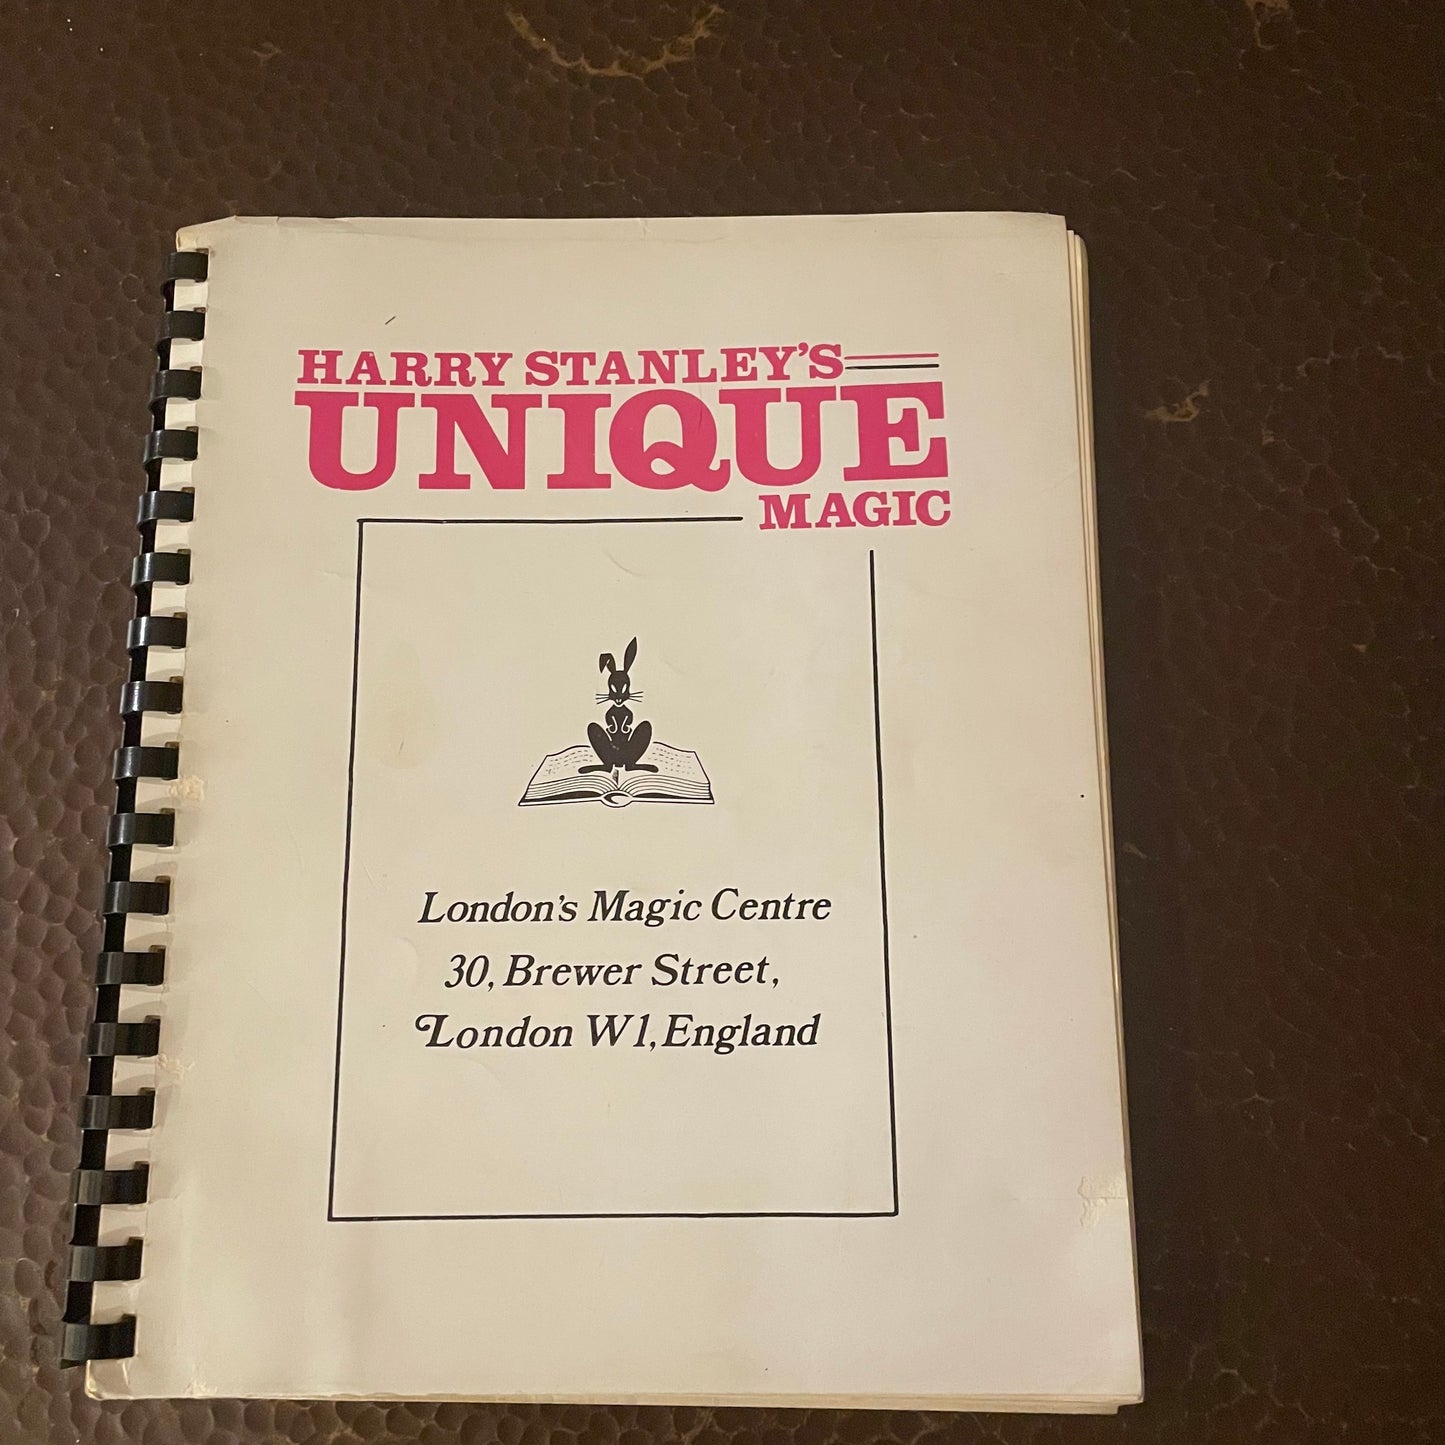 HARRY STANLEY'S
UNIQUE
MAGIC
London's Magic Centre
30, Brewer Street,
London W1, England